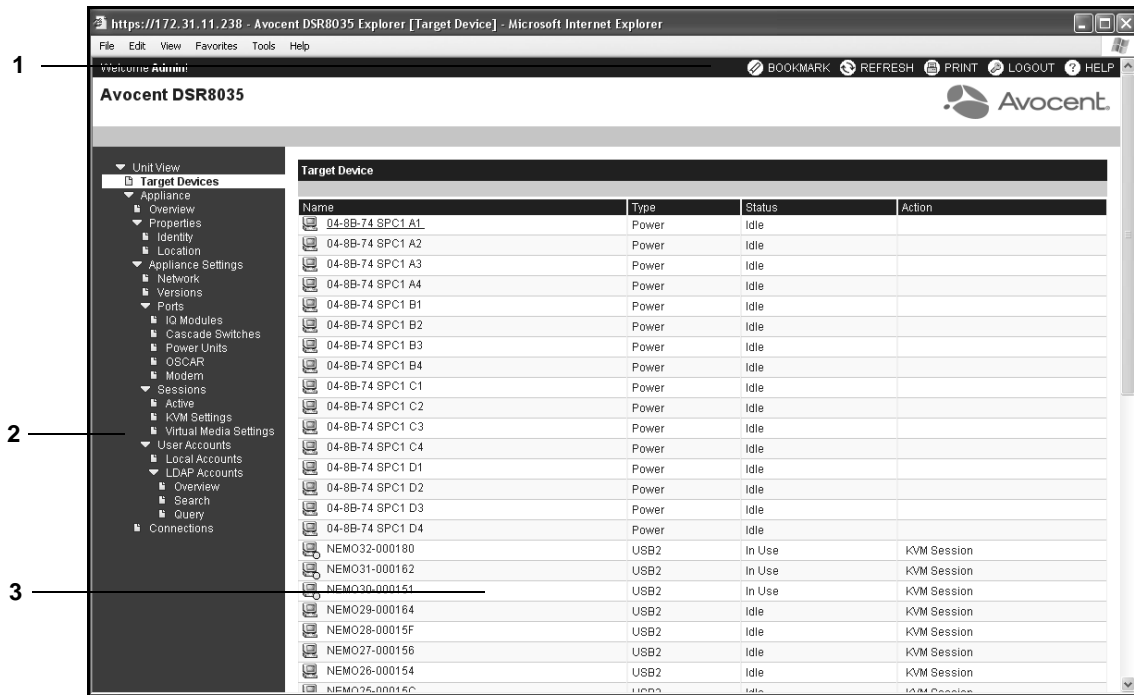 https://172.31.11.238 - Avocent DSR8035 Explorer [Target Device] - Microsoft Internet Explorer
File Edit View Favorites Tools Help
1
Welcome Admin!
BOOKMARK REFRESH PRINT LOGOUT HELP
Avocent DSR8035
Avocent.
Unit View
Target Devices
Appliance
Overview
Properties
Identity
Location
Appliance Settings
Network
Versions
Ports
IQ Modules
Cascade Switches
Power Units
OSCAR
Modem
Sessions
Active
KVM Settings
2
Virtual Media Settings
User Accounts
Local Accounts
LDAP Accounts
Overview
Search
Query
Connections
3
Target Device
Name Type Status Action
04-8B-74 SPC1 A1 Power Idle
04-8B-74 SPC1 A2 Power Idle
04-8B-74 SPC1 A3 Power Idle
04-8B-74 SPC1 A4 Power Idle
04-8B-74 SPC1 B1 Power Idle
04-8B-74 SPC1 B2 Power Idle
04-8B-74 SPC1 B3 Power Idle
04-8B-74 SPC1 B4 Power Idle
04-8B-74 SPC1 C1 Power Idle
04-8B-74 SPC1 C2 Power Idle
04-8B-74 SPC1 C3 Power Idle
04-8B-74 SPC1 C4 Power Idle
04-8B-74 SPC1 D1 Power Idle
04-8B-74 SPC1 D2 Power Idle
04-8B-74 SPC1 D3 Power Idle
04-8B-74 SPC1 D4 Power Idle
NEMO32-000180 USB2 In Use KVM Session
NEMO31-000162 USB2 In Use KVM Session
NEMO30-000151 USB2 In Use KVM Session
NEMO29-000164 USB2 Idle KVM Session
NEMO28-00015F USB2 Idle KVM Session
NEMO27-000156 USB2 Idle KVM Session
NEMO26-000154 USB2 Idle KVM Session
NEMO25-00015C USB2 Idle KVM Session